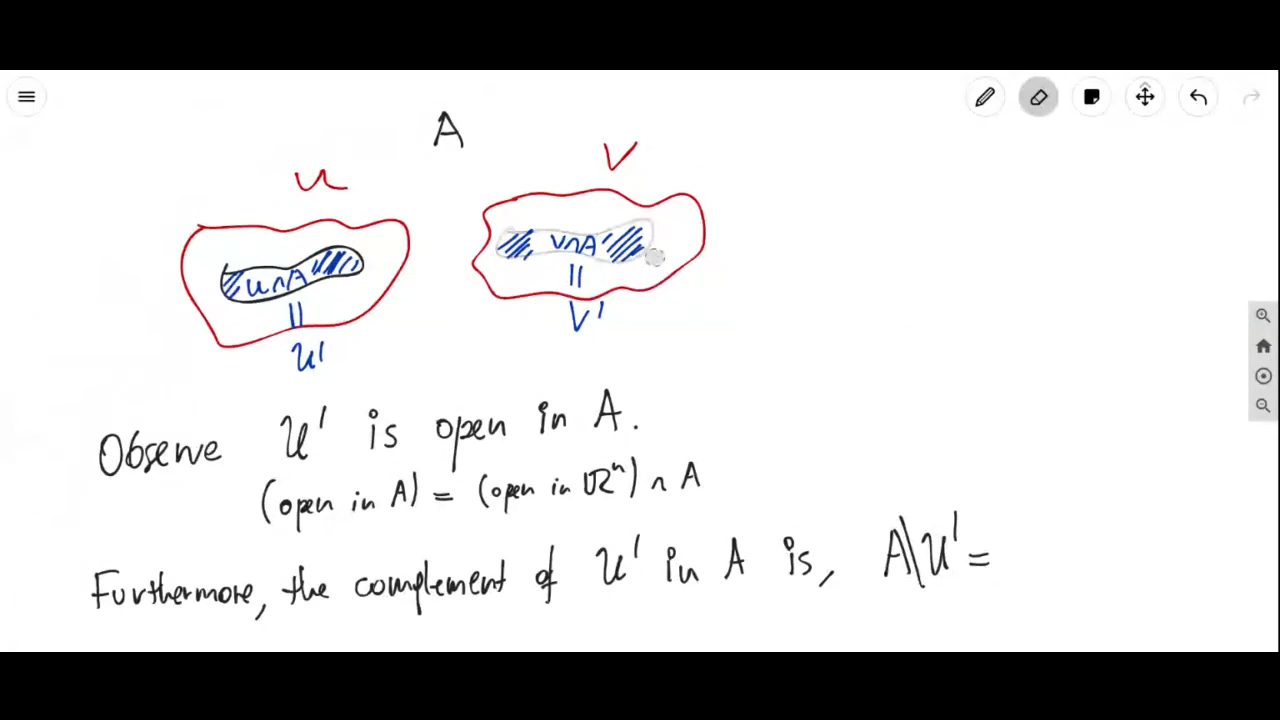 A
U
V
U∩A
V∩A
||
||
U'
V'
Observe U' is open in A.
(open in A) = (open in ℝⁿ) ∩ A
Furthermore, the complement of U' in A is, A\U' =